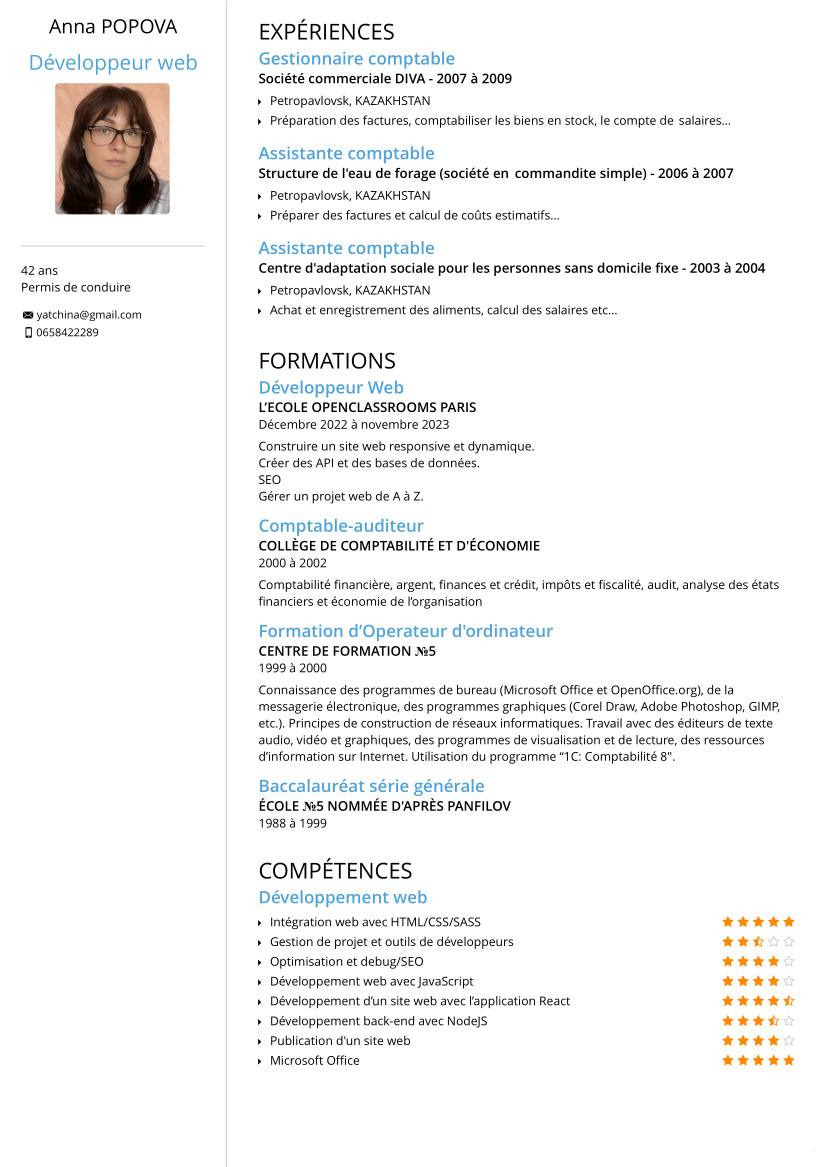 Anna POPOVA
Développeur web
42 ans
Permis de conduire
yatchina@gmail.com
0658422289
EXPÉRIENCES
Gestionnaire comptable
Société commerciale DIVA - 2007 à 2009
Petropavlovsk, KAZAKHSTAN
Préparation des factures, comptabiliser les biens en stock, le compte de salaires...
Assistante comptable
Structure de l'eau de forage (société en commandite simple) - 2006 à 2007
Petropavlovsk, KAZAKHSTAN
Préparer des factures et calcul de coûts estimatifs...
Assistante comptable
Centre d'adaptation sociale pour les personnes sans domicile fixe - 2003 à 2004
Petropavlovsk, KAZAKHSTAN
Achat et enregistrement des aliments, calcul des salaires etc...
FORMATIONS
Développeur Web
L'ECOLE OPENCLASSROOMS PARIS
Décembre 2022 à novembre 2023
Construire un site web responsive et dynamique.
Créer des API et des bases de données.
SEO
Gérer un projet web de A à Z.
Comptable-auditeur
COLLÈGE DE COMPTABILITÉ ET D'ÉCONOMIE
2000 à 2002
Comptabilité financière, argent, finances et crédit, impôts et fiscalité, audit, analyse des états
financiers et économie de l'organisation
Formation d'Operateur d'ordinateur
CENTRE DE FORMATION №5
1999 à 2000
Connaissance des programmes de bureau (Microsoft Office et OpenOffice.org), de la
messagerie électronique, des programmes graphiques (Corel Draw, Adobe Photoshop, GIMP,
etc.). Principes de construction de réseaux informatiques. Travail avec des éditeurs de texte
audio, vidéo et graphiques, des programmes de visualisation et de lecture, des ressources
d'information sur Internet. Utilisation du programme “1C: Comptabilité 8".
Baccalauréat série générale
ÉCOLE №5 NOMMÉE D'APRÈS PANFILOV
1988 à 1999
COMPÉTENCES
Développement web
Intégration web avec HTML/CSS/SASS
Gestion de projet et outils de développeurs
Optimisation et debug/SEO
Développement web avec JavaScript
Développement d'un site web avec l'application React
Développement back-end avec NodeJS
Publication d'un site web
Microsoft Office